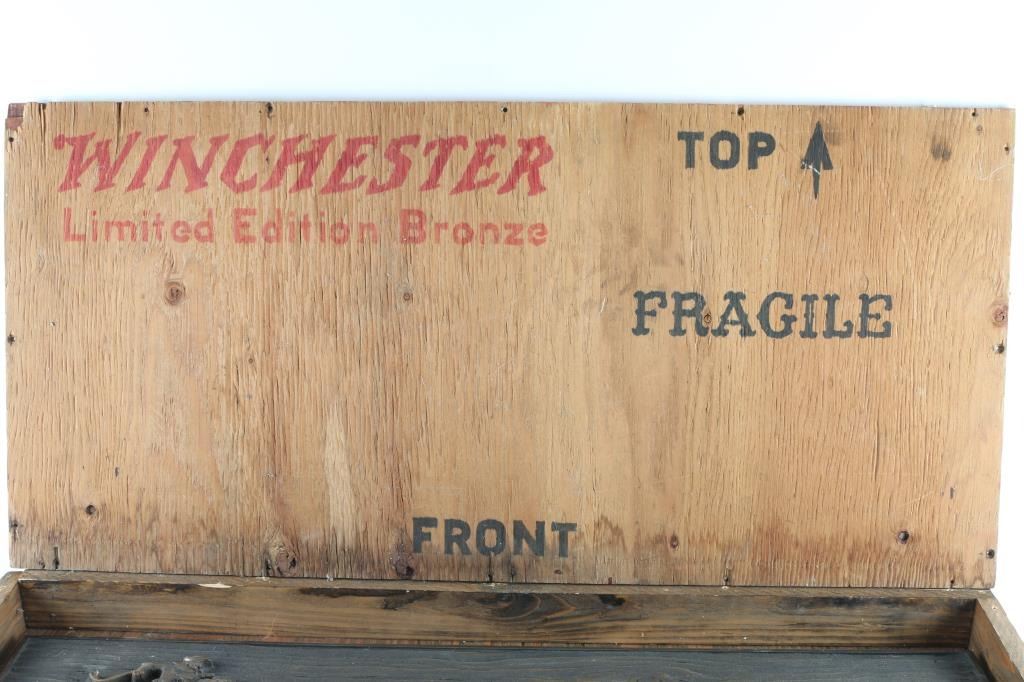 WINCHESTER
Limited Edition Bronze
TOP
FRAGILE
FRONT